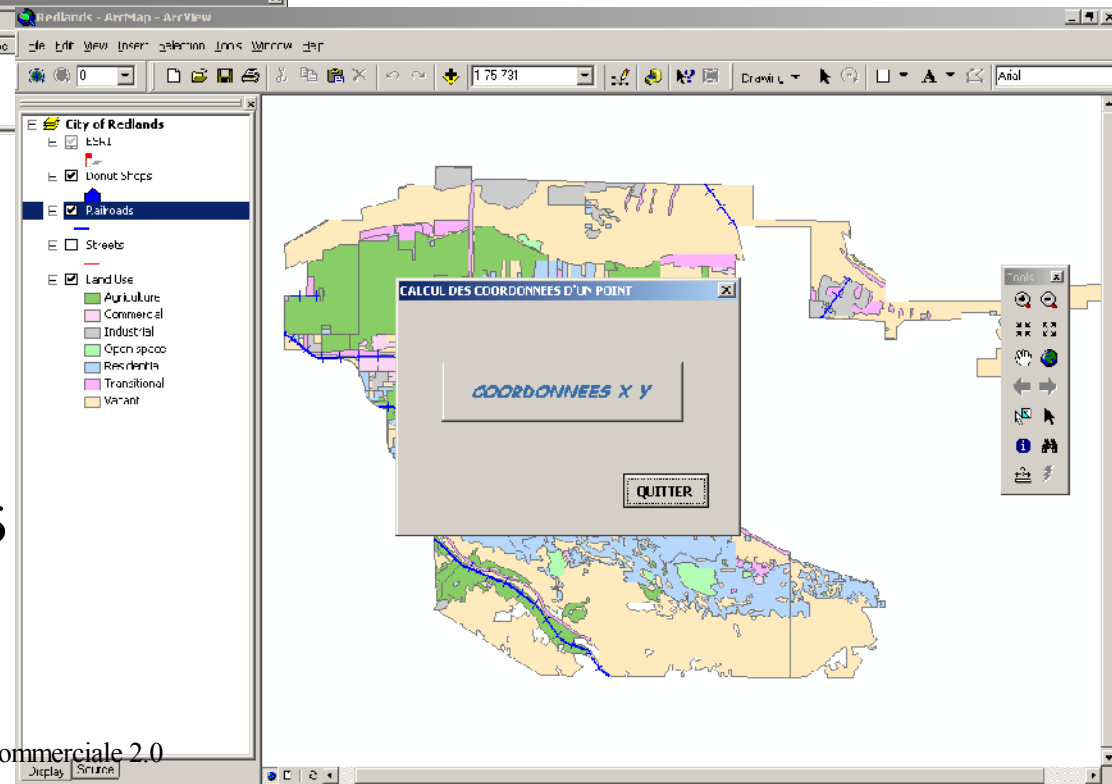 Redlands - ArcMap - ArcView
File Edit View Insert Selection Tools Window Help
0
1:75 731
Drawing
A
Arial
City of Redlands
ESRI
Donut Shops
Railroads
Streets
Land Use
Agriculture
Commercial
Industrial
Open space
Residential
Transitional
Vacant
CALCUL DES COORDONNEES D'UN POINT
COORDONNEES X Y
QUITTER
Tools
ommerciale 2.0
Display Source